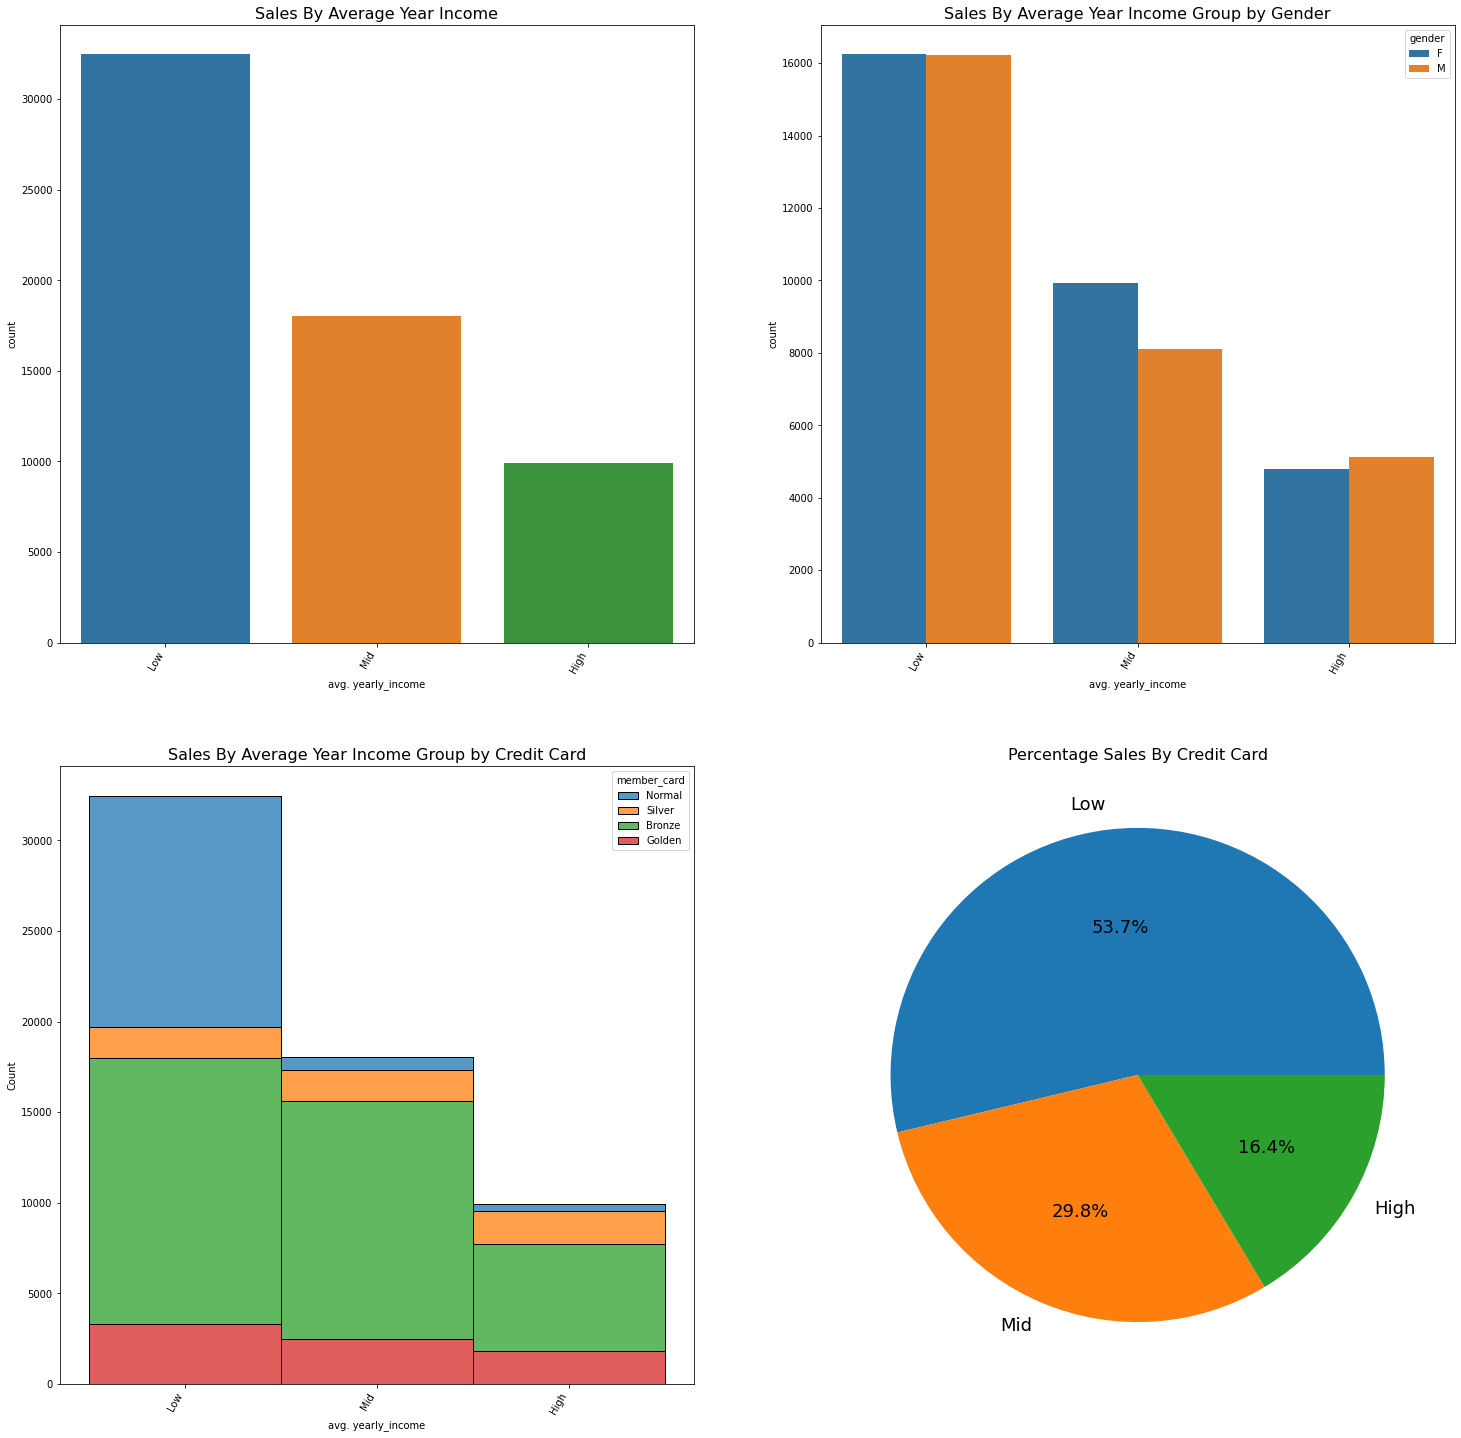 Sales By Average Year Income
30000
25000
20000
15000
10000
5000
0
count
Low
Mid
High
avg. yearly_income
Sales By Average Year Income Group by Gender
gender
F
M
16000
14000
12000
10000
8000
6000
4000
2000
0
count
Low
Mid
High
avg. yearly_income
Sales By Average Year Income Group by Credit Card
member_card
Normal
Silver
Bronze
Golden
30000
25000
20000
15000
10000
5000
0
Count
Low
Mid
High
avg. yearly_income
Percentage Sales By Credit Card
Low
53.7%
16.4%
High
29.8%
Mid